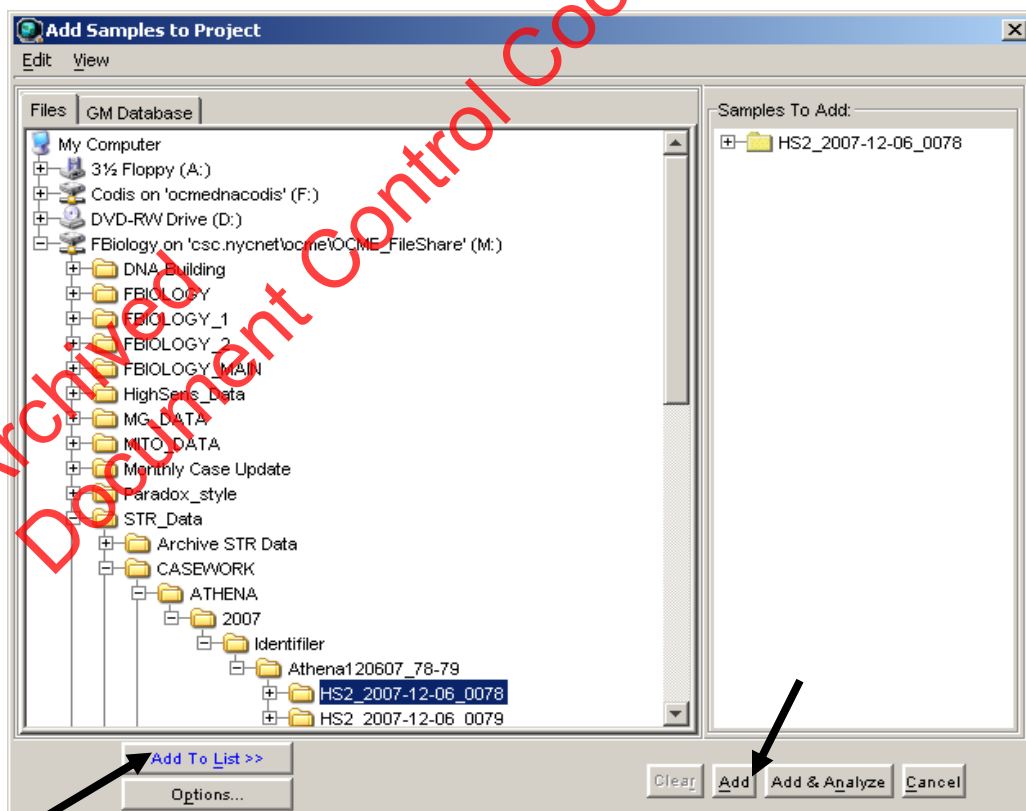 Add Samples to Project
Edit View
Files GM Database
My Computer
3½ Floppy (A:)
Codis on 'ocmednacodis' (F:)
DVD-RW Drive (D:)
FBiology on 'csc.nycnet\ocme\OCME_FileShare' (M:)
DNA Building
FBIOLOGY
FBIOLOGY_1
FBIOLOGY_2
FBIOLOGY_MAIN
HighSens_Data
MG_DATA
MITO_DATA
Monthly Case Update
Paradox_style
STR_Data
Archive STR Data
CASEWORK
ATHENA
2007
Identifiler
Athena120607_78-79
HS2_2007-12-06_0078
HS2_2007-12-06_0079
Samples To Add:
HS2_2007-12-06_0078
Add To List >>
Options...
Clear Add Add & Analyze Cancel
Archived
Document Control